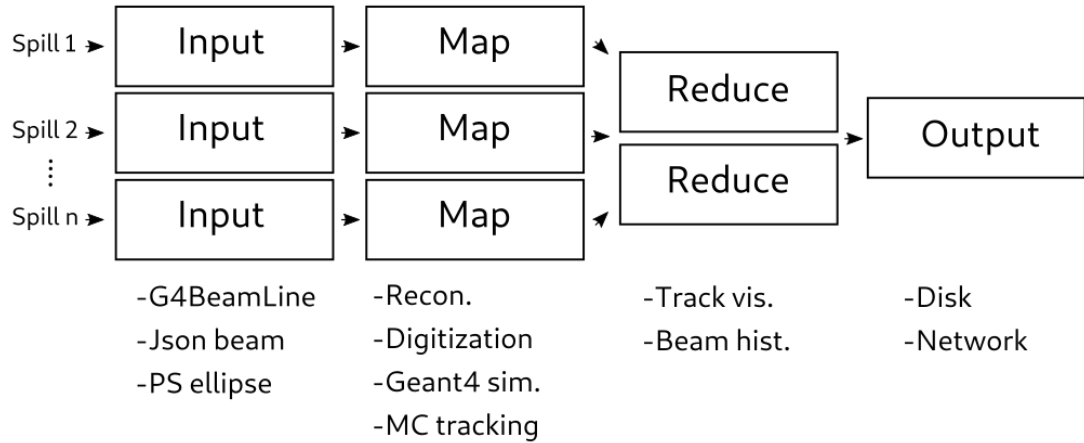 Spill 1
Input
Map
Reduce
Spill 2
Input
Map
Output
Reduce
Spill n
Input
Map
-G4BeamLine
-Json beam
-PS ellipse
-Recon.
-Digitization
-Geant4 sim.
-MC tracking
-Track vis.
-Beam hist.
-Disk
-Network